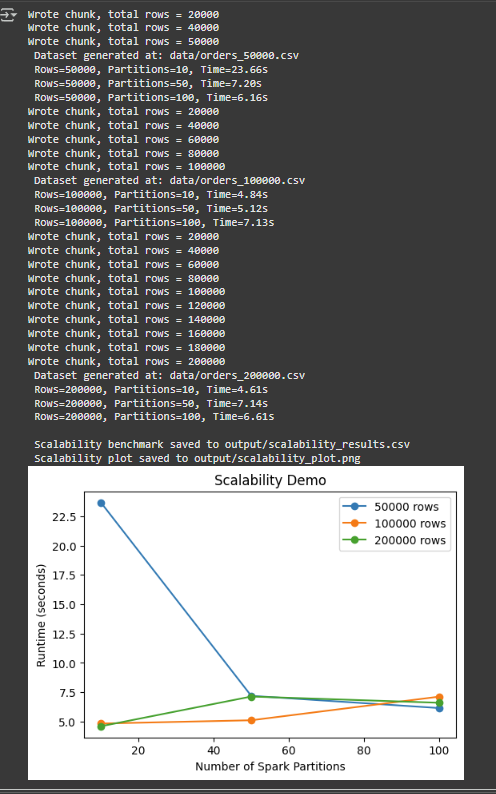 Wrote chunk, total rows = 20000
Wrote chunk, total rows = 40000
Wrote chunk, total rows = 50000
Dataset generated at: data/orders_50000.csv
Rows=50000, Partitions=10, Time=23.66s
Rows=50000, Partitions=50, Time=7.20s
Rows=50000, Partitions=100, Time=6.16s
Wrote chunk, total rows = 20000
Wrote chunk, total rows = 40000
Wrote chunk, total rows = 60000
Wrote chunk, total rows = 80000
Wrote chunk, total rows = 100000
Dataset generated at: data/orders_100000.csv
Rows=100000, Partitions=10, Time=4.84s
Rows=100000, Partitions=50, Time=5.12s
Rows=100000, Partitions=100, Time=7.13s
Wrote chunk, total rows = 20000
Wrote chunk, total rows = 40000
Wrote chunk, total rows = 60000
Wrote chunk, total rows = 80000
Wrote chunk, total rows = 100000
Wrote chunk, total rows = 120000
Wrote chunk, total rows = 140000
Wrote chunk, total rows = 160000
Wrote chunk, total rows = 180000
Wrote chunk, total rows = 200000
Dataset generated at: data/orders_200000.csv
Rows=200000, Partitions=10, Time=4.61s
Rows=200000, Partitions=50, Time=7.14s
Rows=200000, Partitions=100, Time=6.61s
Scalability benchmark saved to output/scalability_results.csv
Scalability plot saved to output/scalability_plot.png
Scalability Demo
50000 rows
100000 rows
200000 rows
Runtime (seconds)
22.5
20.0
17.5
15.0
12.5
10.0
7.5
5.0
20
40
60
80
100
Number of Spark Partitions